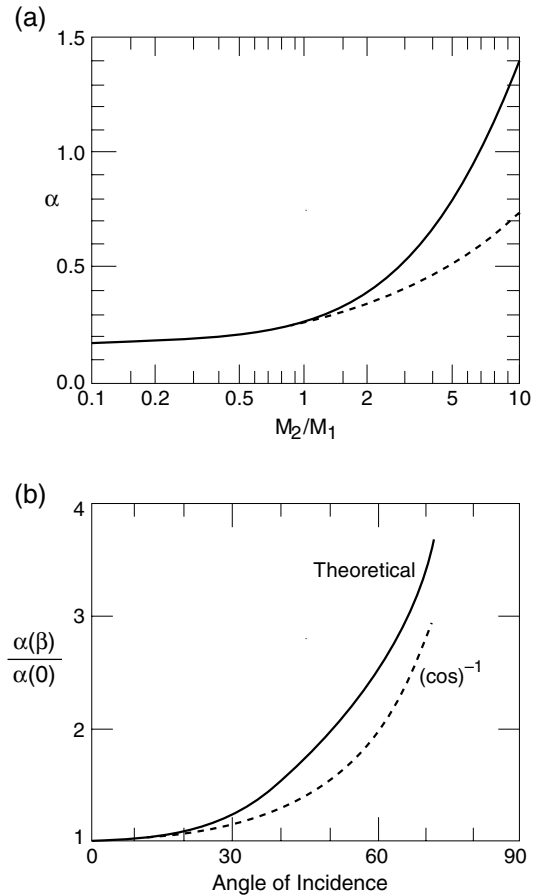 (a)
1.5
1.0
α
0.5
0.0
0.1 0.2 0.5 1 2 5 10
M2/M1
(b)
4
Theoretical
3
α(β)
α(0)
(cos)⁻¹
2
1
0 30 60 90
Angle of Incidence